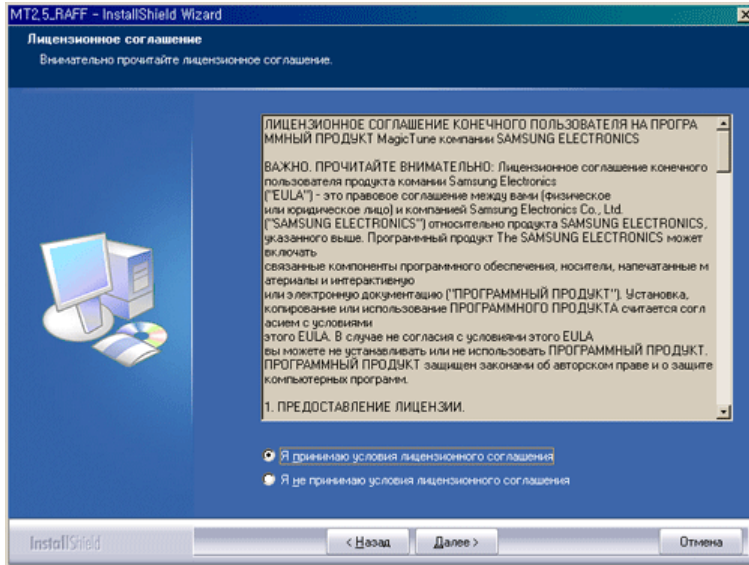 MT2,5_RAFF - InstallShield Wizard
Лицензионное соглашение
Внимательно прочитайте лицензионное соглашение.
ЛИЦЕНЗИОННОЕ СОГЛАШЕНИЕ КОНЕЧНОГО ПОЛЬЗОВАТЕЛЯ НА ПРОГРА
ММНЫЙ ПРОДУКТ MagicTune компании SAMSUNG ELECTRONICS
ВАЖНО. ПРОЧИТАЙТЕ ВНИМАТЕЛЬНО: Лицензионное соглашение конечного
пользователя продукта комании Samsung Electronics
("EULA") - это правовое соглашение между вами (физическое
или юридическое лицо) и компанией Samsung Electronics Co., Ltd.
("SAMSUNG ELECTRONICS") относительно продукта SAMSUNG ELECTRONICS,
указанного выше. Программный продукт The SAMSUNG ELECTRONICS может
включать
связанные компоненты программного обеспечения, носители, напечатанные м
атериалы и интерактивную
или электронную документацию ("ПРОГРАММНЫЙ ПРОДУКТ"). Установка,
копирование или использование ПРОГРАММНОГО ПРОДУКТА считается согл
асием с условиями
этого EULA. В случае не согласия с условиями этого EULA
вы можете не устанавливать или не использовать ПРОГРАММНЫЙ ПРОДУКТ.
ПРОГРАММНЫЙ ПРОДУКТ защищен законами об авторском праве и о защите
компьютерных программ.
1. ПРЕДОСТАВЛЕНИЕ ЛИЦЕНЗИИ.
Я принимаю условия лицензионного соглашения
Я не принимаю условия лицензионного соглашения
InstallShield
< Назад
Далее >
Отмена